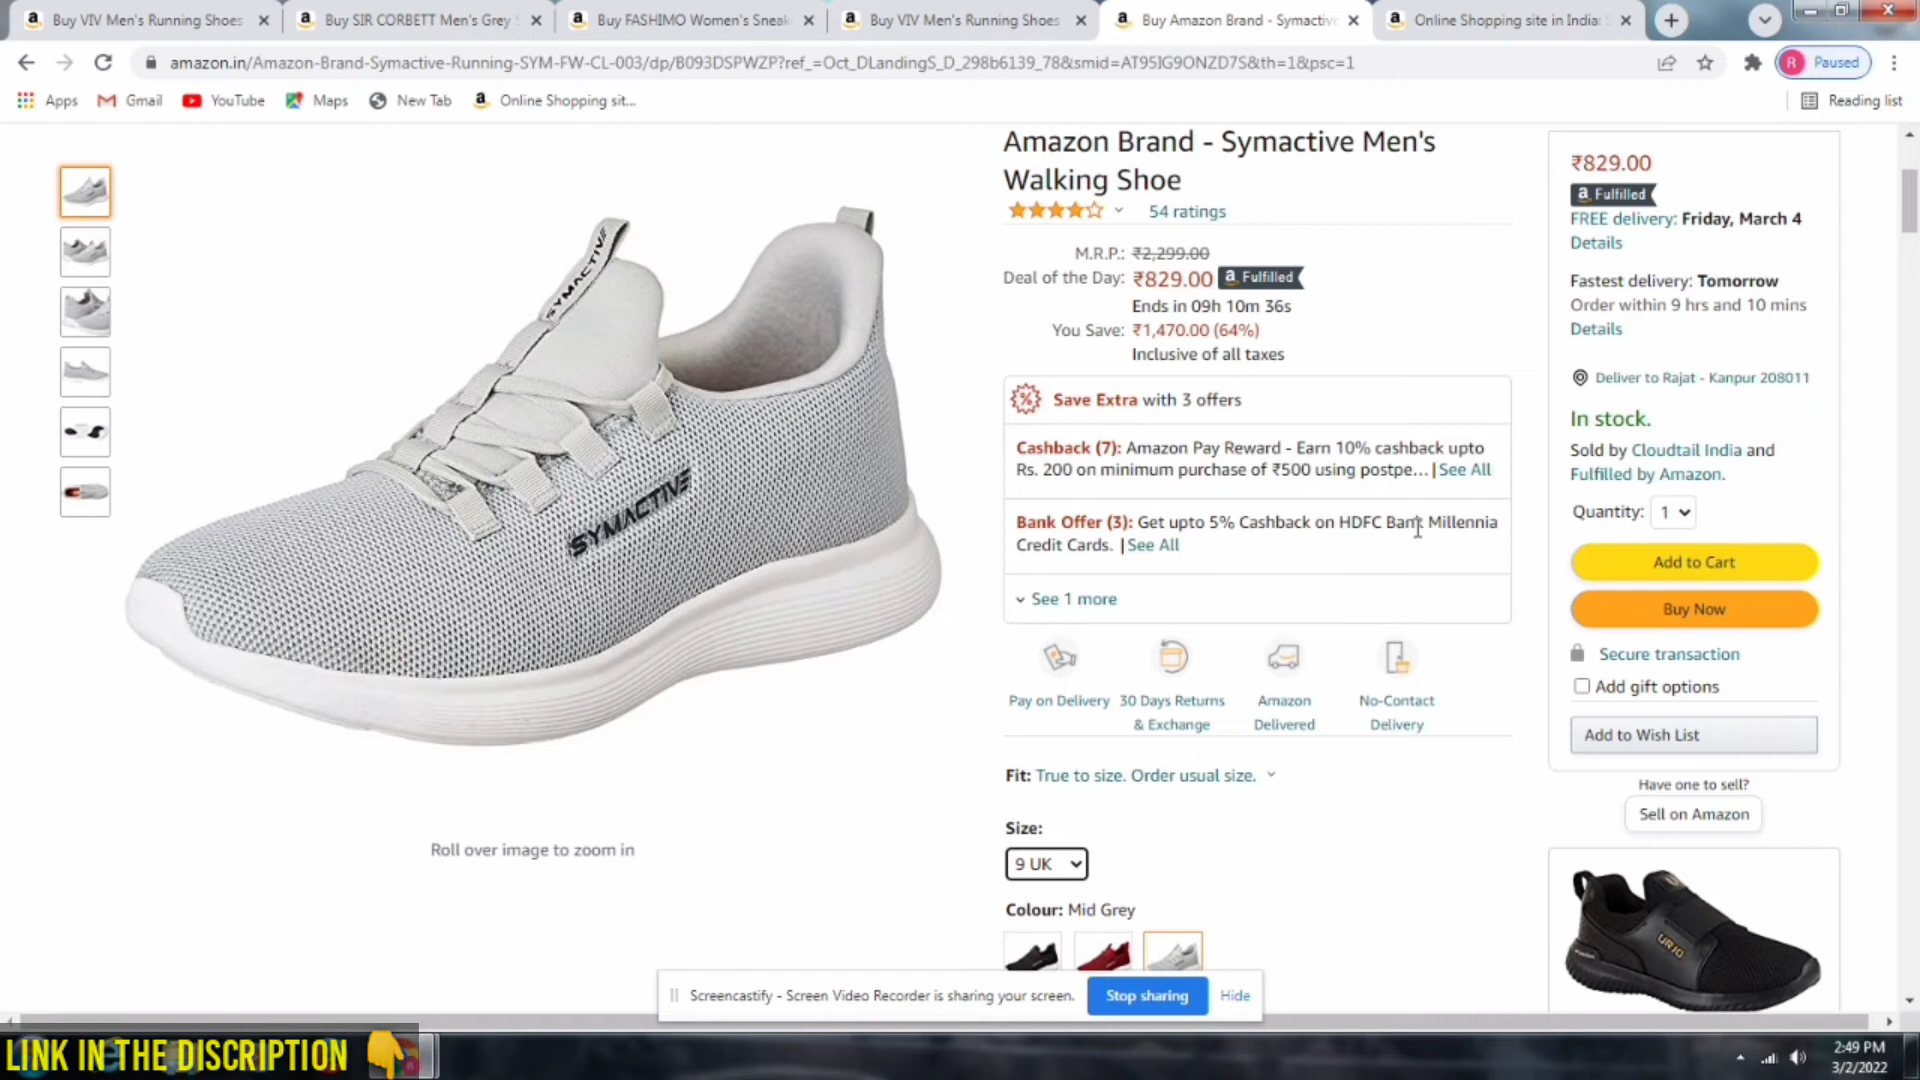 Buy VIV Men's Running Shoes
Buy SIR CORBETT Men's Grey S
Buy FASHIMO Women's Sneak
Buy VIV Men's Running Shoes
Buy Amazon Brand - Symactive
Online Shopping site in India:
amazon.in/Amazon-Brand-Symactive-Running-SYM-FW-CL-003/dp/B093DSPWZP?ref_=Oct_DLandingS_D_298b6139_78&smid=AT95IG9ONZD7S&th=1&psc=1
R Paused
Apps
Gmail
YouTube
Maps
New Tab
Online Shopping sit...
Reading list
SYMACTIVE
SYMACTIVE
Roll over image to zoom in
Amazon Brand - Symactive Men's
Walking Shoe
54 ratings
M.R.P.: ₹2,299.00
Deal of the Day: ₹829.00 a Fulfilled
Ends in 09h 10m 36s
You Save: ₹1,470.00 (64%)
Inclusive of all taxes
Save Extra with 3 offers
Cashback (7): Amazon Pay Reward - Earn 10% cashback upto
Rs. 200 on minimum purchase of ₹500 using postpe... | See All
Bank Offer (3): Get upto 5% Cashback on HDFC Bank Millennia
Credit Cards. | See All
See 1 more
Pay on Delivery
30 Days Returns
& Exchange
Amazon
Delivered
No-Contact
Delivery
Fit: True to size. Order usual size.
Size:
9 UK
Colour: Mid Grey
₹829.00
a Fulfilled
FREE delivery: Friday, March 4
Details
Fastest delivery: Tomorrow
Order within 9 hrs and 10 mins
Details
Deliver to Rajat - Kanpur 208011
In stock.
Sold by Cloudtail India and
Fulfilled by Amazon.
Quantity: 1
Add to Cart
Buy Now
Secure transaction
Add gift options
Add to Wish List
Have one to sell?
Sell on Amazon
URJO
Screencastify - Screen Video Recorder is sharing your screen.
Stop sharing
Hide
LINK IN THE DISCRIPTION
2:49 PM
3/2/2022